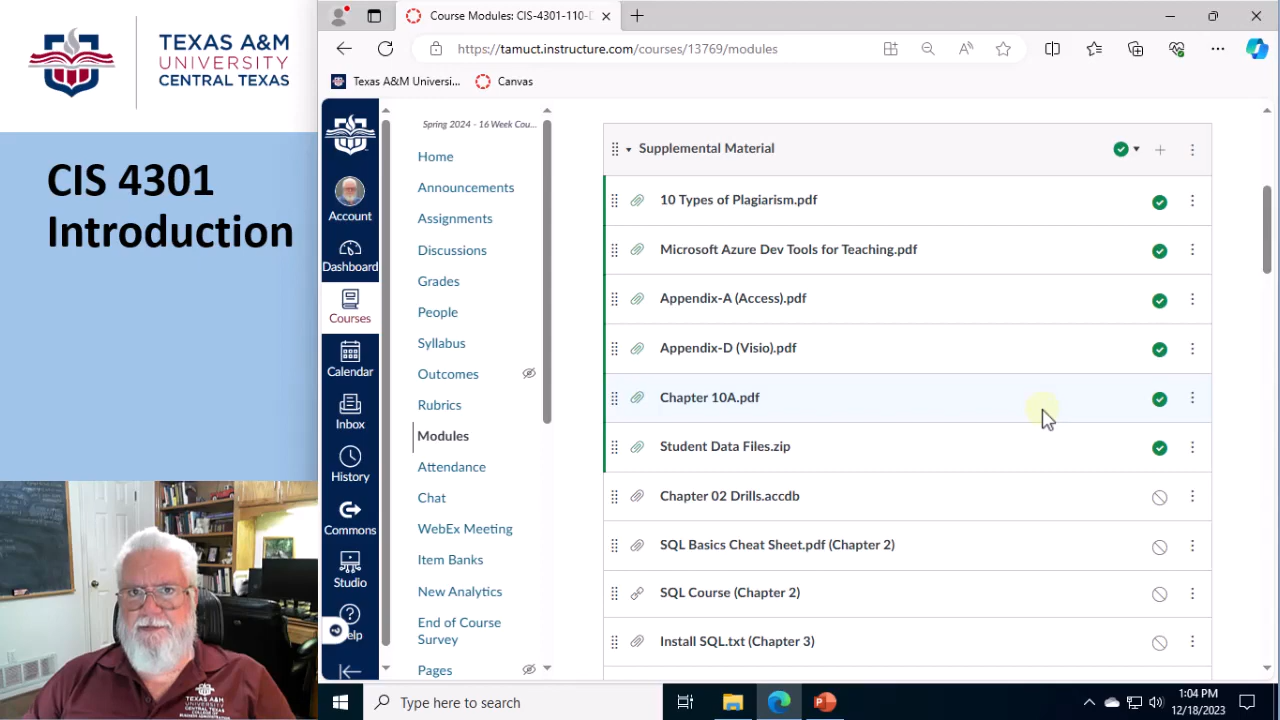 TEXAS A&M
UNIVERSITY
CENTRAL TEXAS
CIS 4301
Introduction
Course Modules: CIS-4301-110-D
https://tamuct.instructure.com/courses/13769/modules
Texas A&M Universi...
Canvas
Account
Dashboard
Courses
Calendar
Inbox
History
Commons
Studio
elp
Spring 2024 - 16 Week Cou...
Home
Announcements
Assignments
Discussions
Grades
People
Syllabus
Outcomes
Rubrics
Modules
Attendance
Chat
WebEx Meeting
Item Banks
New Analytics
End of Course
Survey
Pages
Supplemental Material
10 Types of Plagiarism.pdf
Microsoft Azure Dev Tools for Teaching.pdf
Appendix-A (Access).pdf
Appendix-D (Visio).pdf
Chapter 10A.pdf
Student Data Files.zip
Chapter 02 Drills.accdb
SQL Basics Cheat Sheet.pdf (Chapter 2)
SQL Course (Chapter 2)
Install SQL.txt (Chapter 3)
TEXAS A&M
UNIVERSITY
CENTRAL TEXAS
Type here to search
1:04 PM
12/18/2023